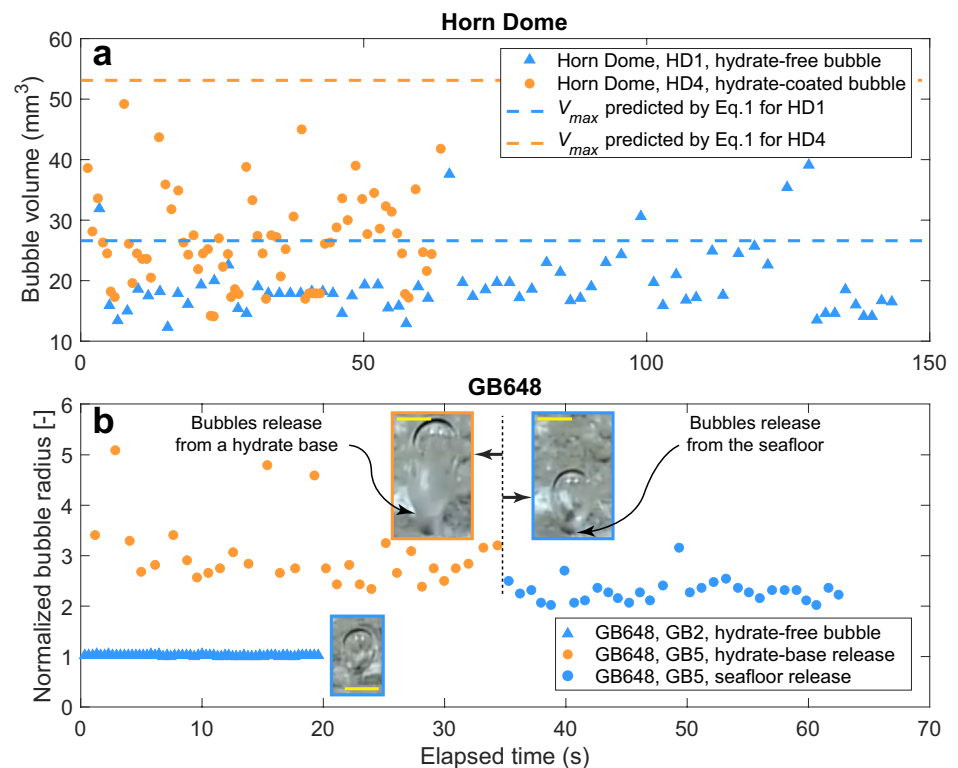 Horn Dome
a
60
50
40
30
20
10
Bubble volume (mm³)
Horn Dome, HD1, hydrate-free bubble
Horn Dome, HD4, hydrate-coated bubble
Vmax predicted by Eq.1 for HD1
Vmax predicted by Eq.1 for HD4
0 50 100 150
GB648
b
6
5
4
3
2
1
0
Normalized bubble radius [-]
Bubbles release
from a hydrate base
Bubbles release
from the seafloor
GB648, GB2, hydrate-free bubble
GB648, GB5, hydrate-base release
GB648, GB5, seafloor release
0 10 20 30 40 50 60 70
Elapsed time (s)